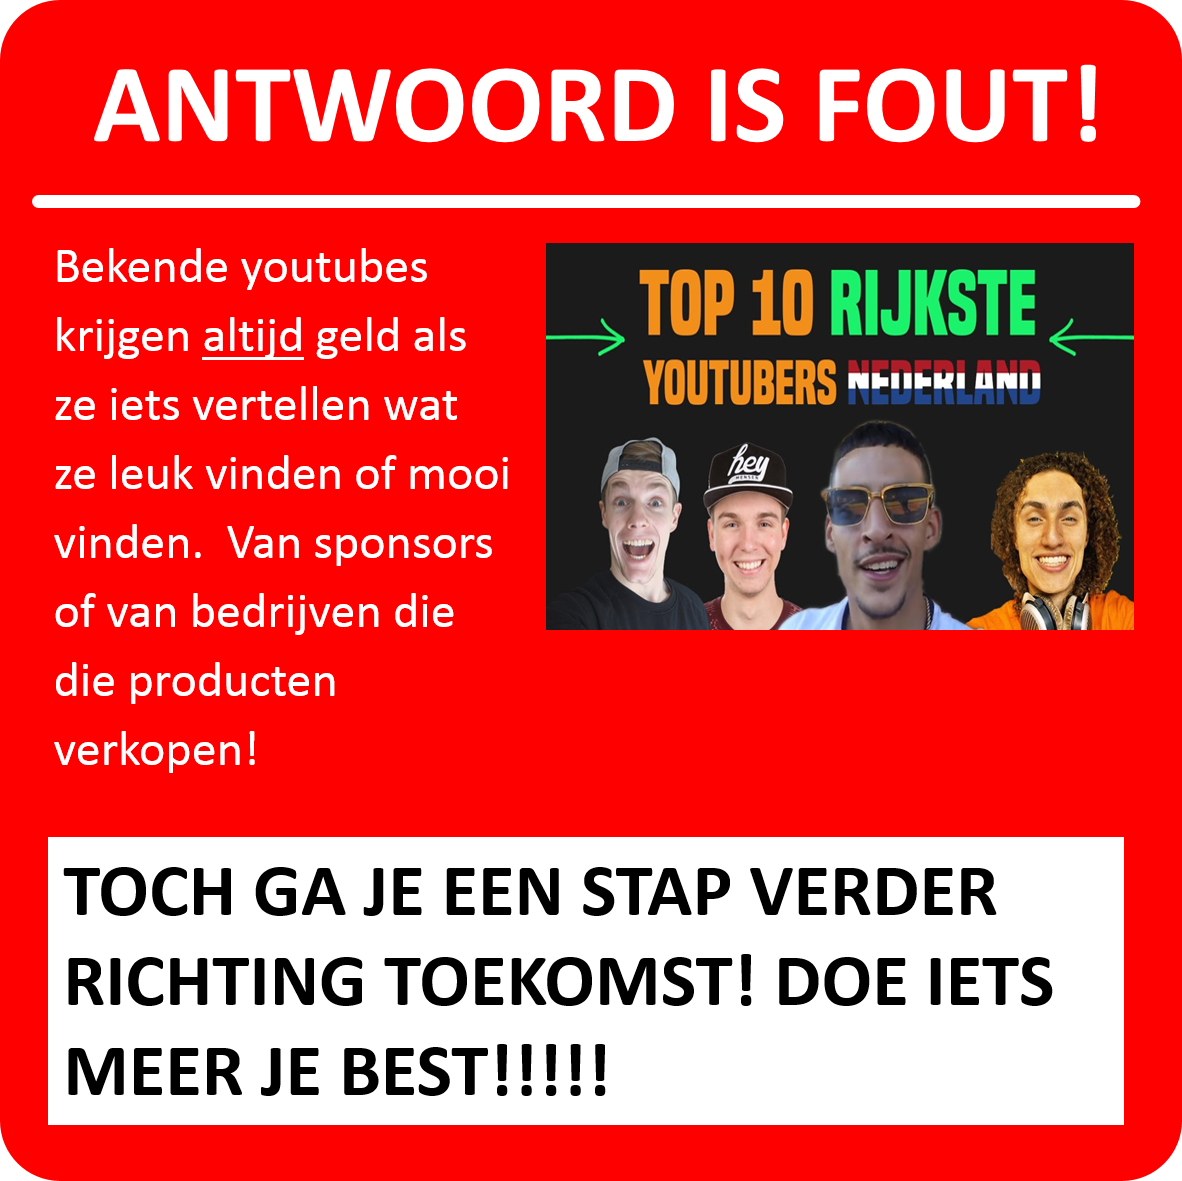 ANTWOORD IS FOUT!
Bekende youtubes
krijgen altijd geld als
ze iets vertellen wat
ze leuk vinden of mooi
vinden.  Van sponsors
of van bedrijven die
die producten
verkopen!
TOP 10 RIJKSTE
YOUTUBERS NEDERLAND
hey
MENSEN
TOCH GA JE EEN STAP VERDER
RICHTING TOEKOMST! DOE IETS
MEER JE BEST!!!!!